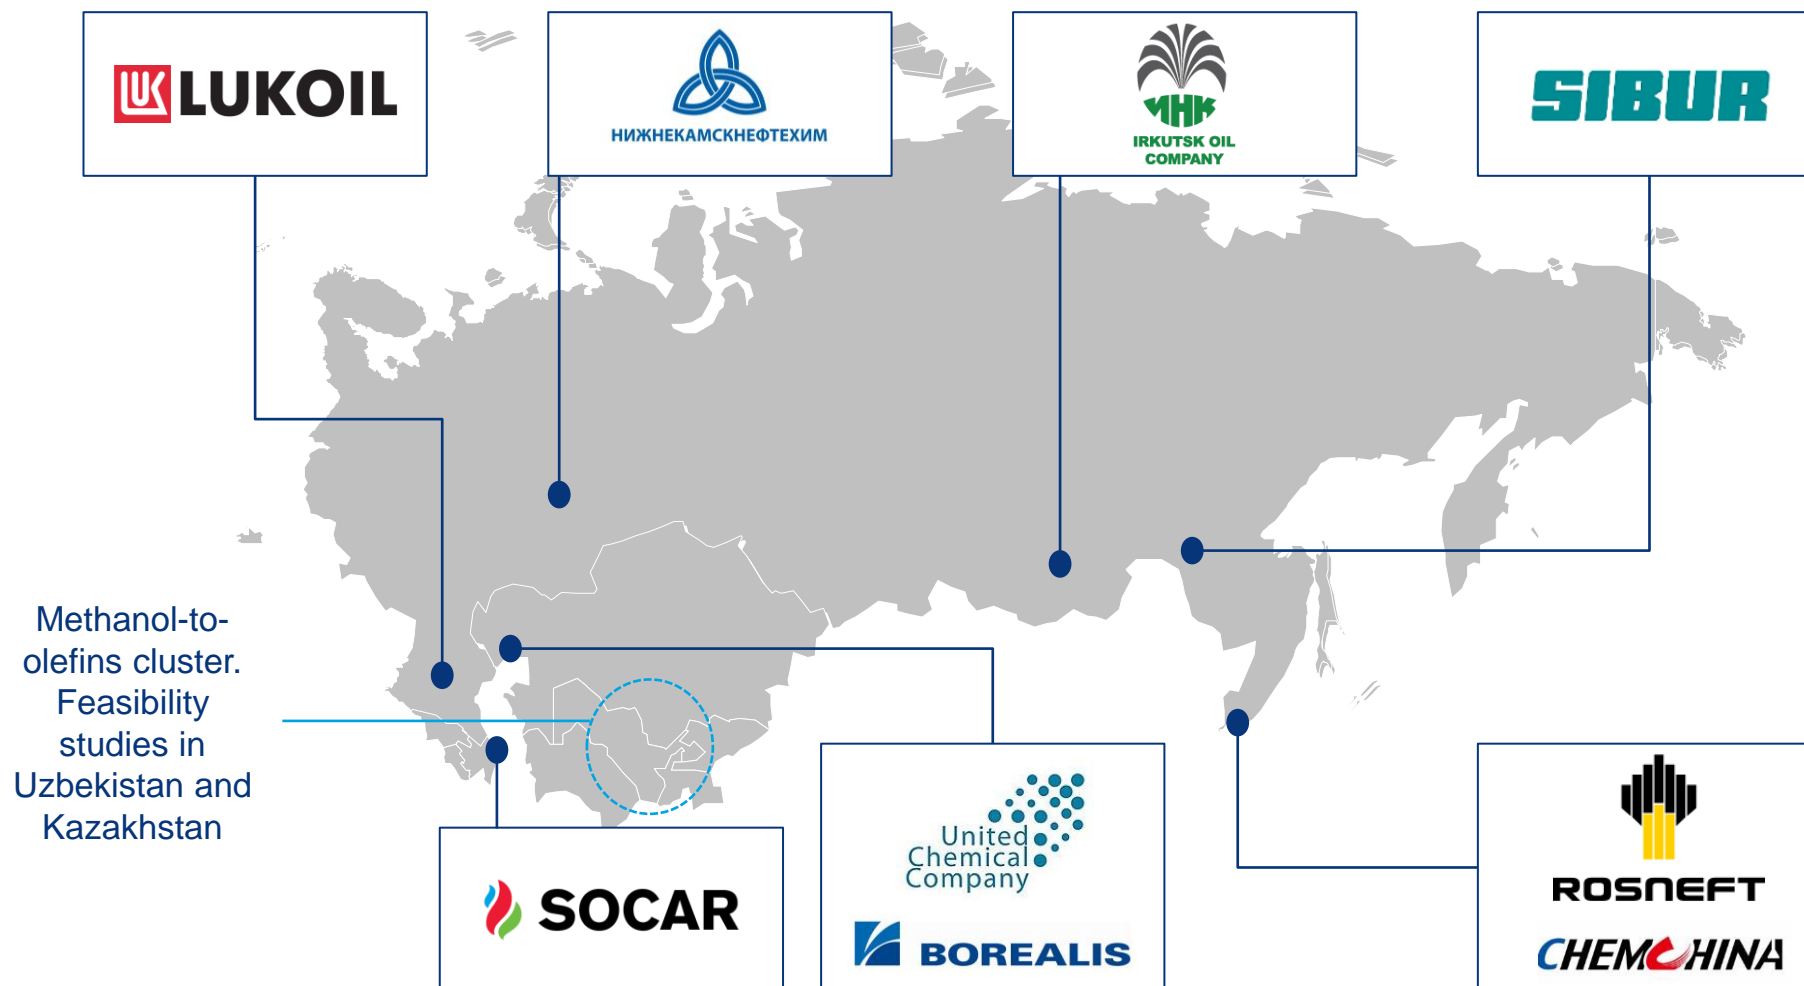 LUKOIL
НИЖНЕКАМСКНЕФТЕХИМ
ИНК
IRKUTSK OIL
COMPANY
SIBUR
Methanol-to-
olefins cluster.
Feasibility
studies in
Uzbekistan and
Kazakhstan
SOCAR
United
Chemical
Company
BOREALIS
ROSNEFT
CHEMCHINA